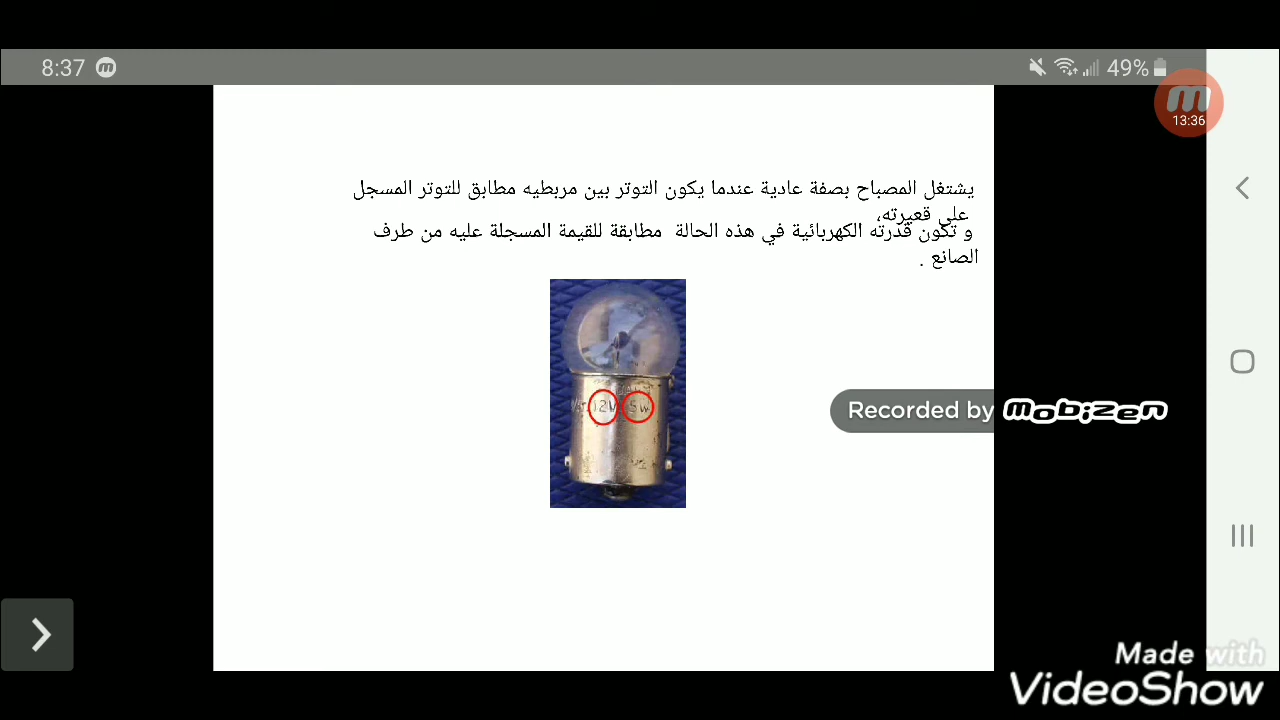 8:37
49%
13:36
يشتغل المصباح بصفة عادية عندما يكون التوتر بين مربطيه مطابق للتوتر المسجل
على قعيرته،
و تكون قدرته الكهربائية في هذه الحالة مطابقة للقيمة المسجلة عليه من طرف
الصانع .
12V 5W
Recorded by Mobizen
Made with
VideoShow